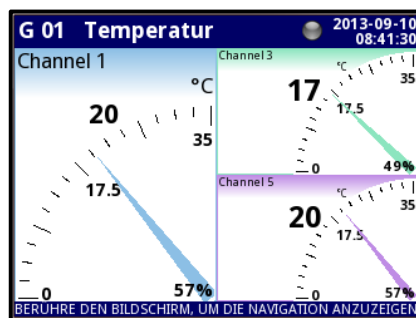 G 01 Temperatur
2013-09-10
08:41:30
Channel 1
°C
20
35
17.5
0
57%
Channel 3
°C
17
35
17.5
0
49%
Channel 5
°C
20
35
17.5
0
57%
BERÜHRE DEN BILDSCHIRM, UM DIE NAVIGATION ANZUZEIGEN